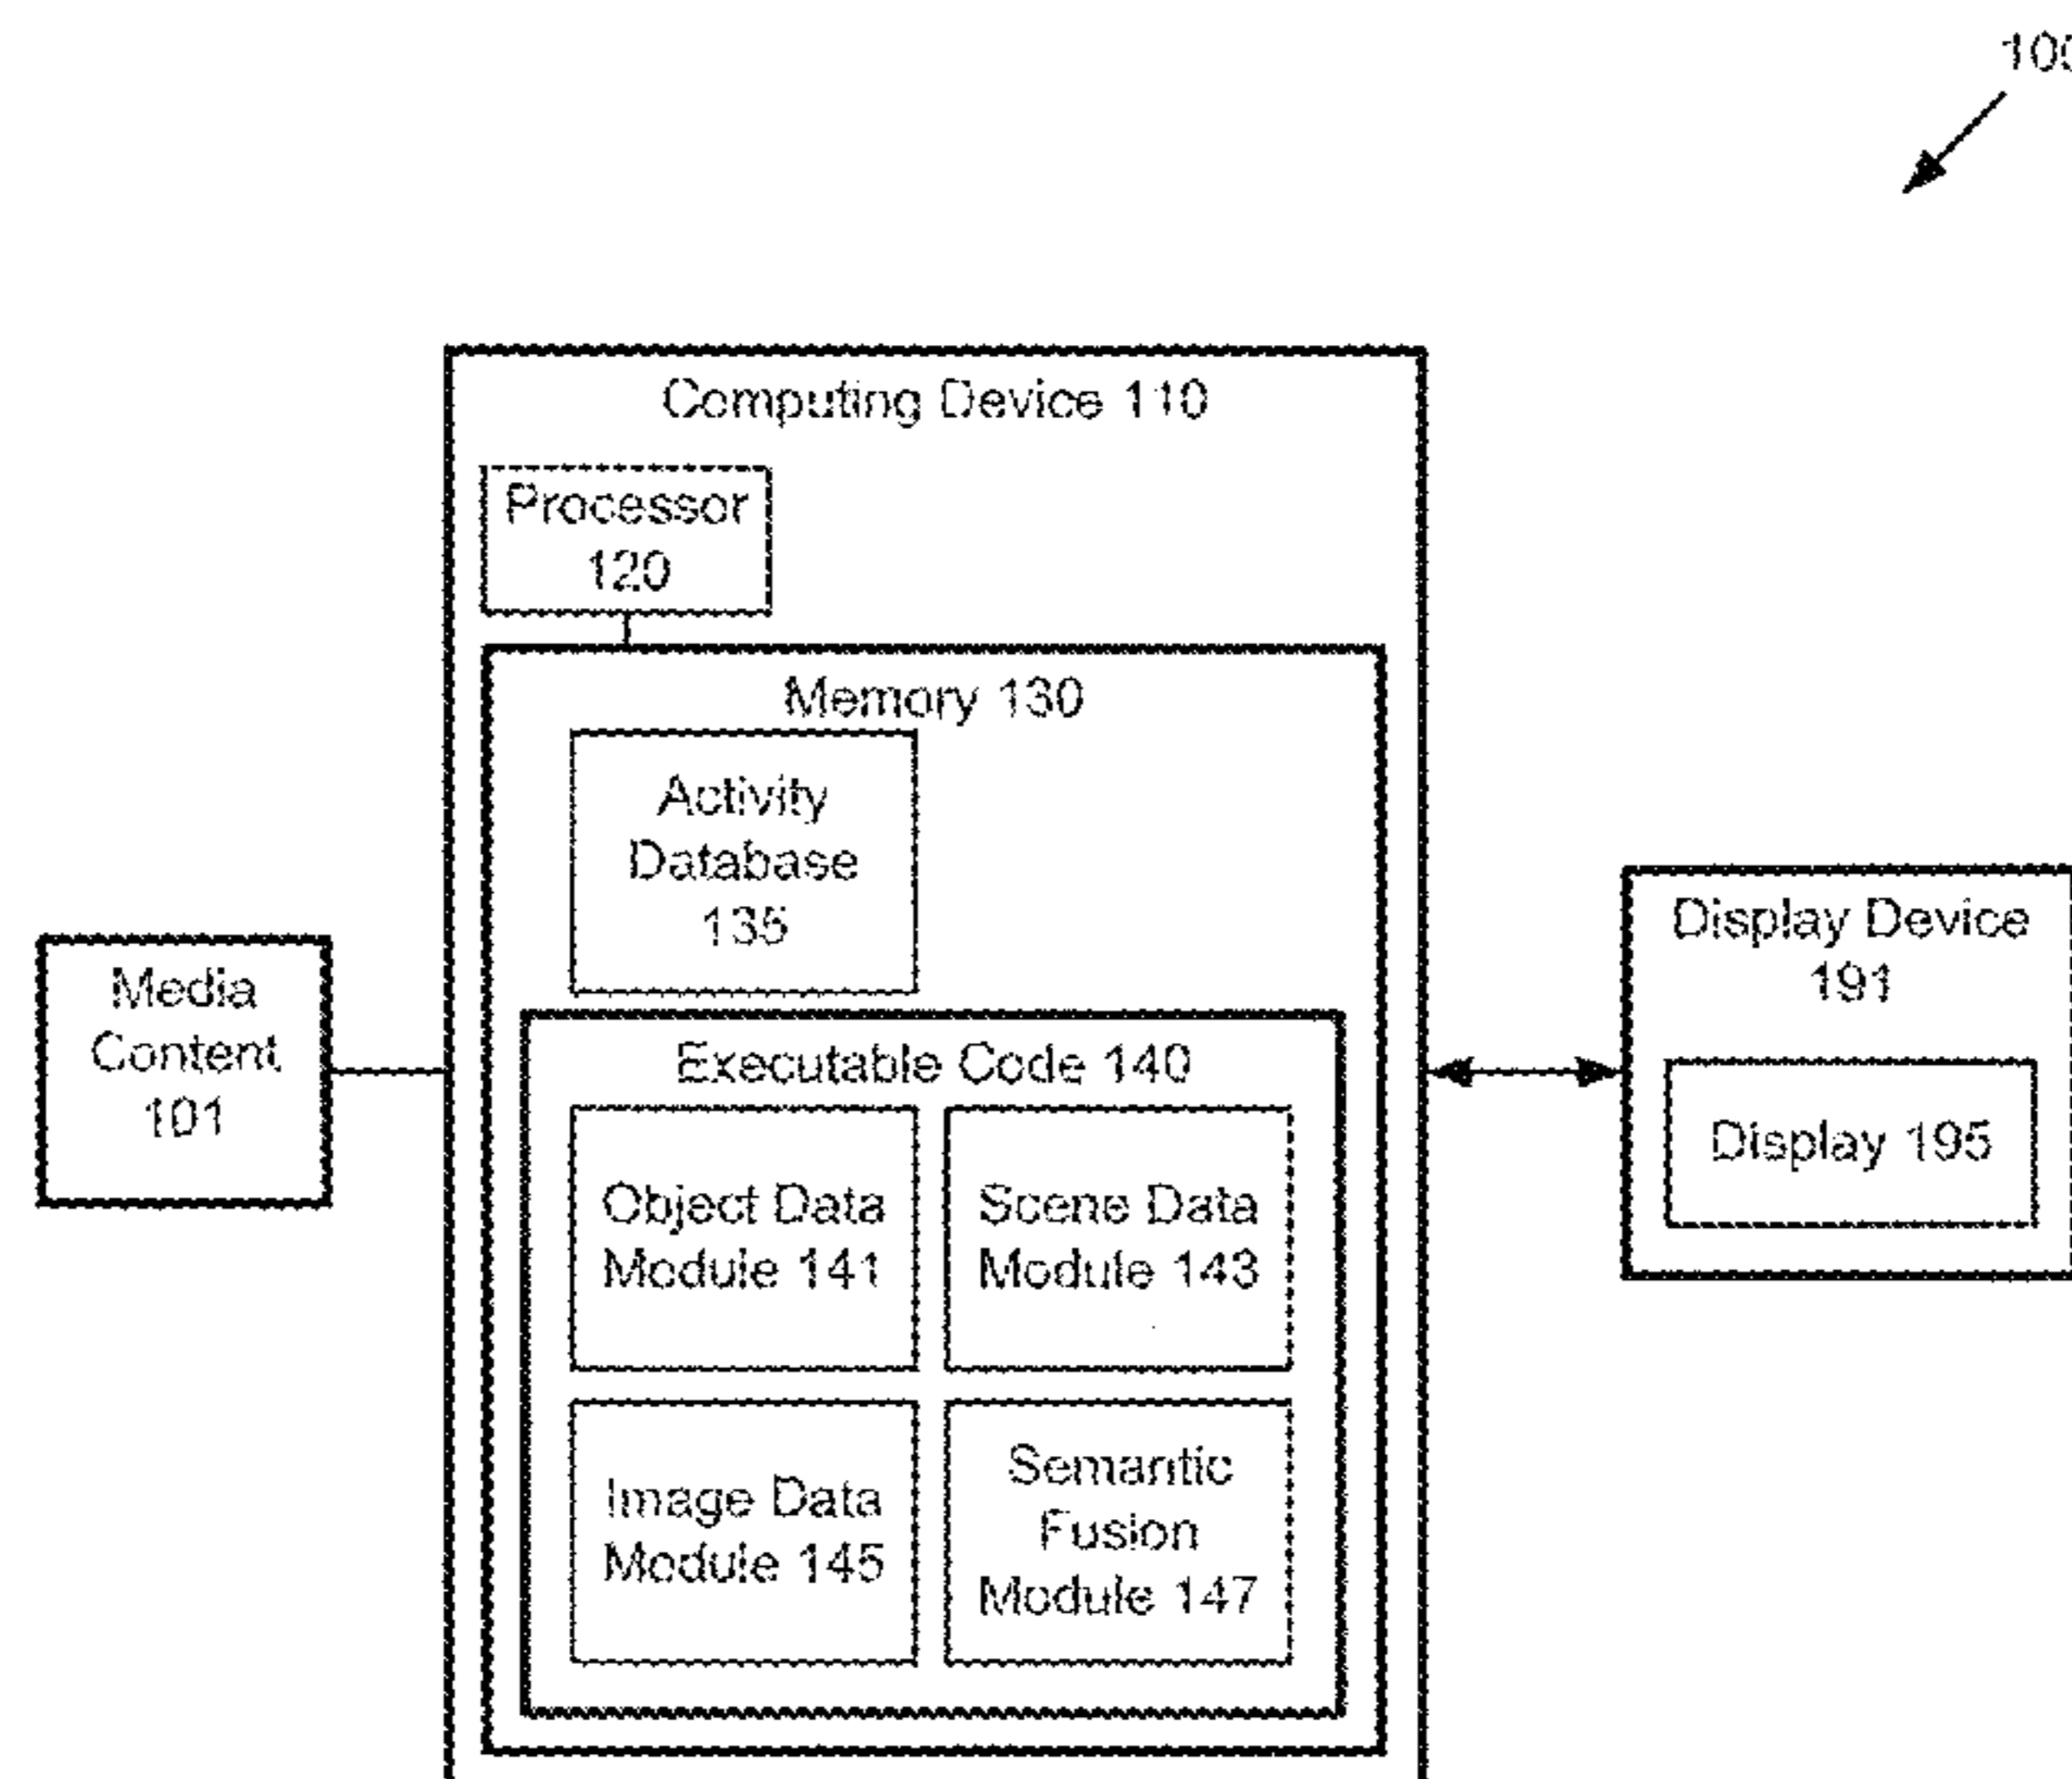 100
Computing Device 110
Processor
120
Memory 130
Activity
Database
135
Media
Content
101
Executable Code 140
Object Data
Module 141
Scene Data
Module 143
Image Data
Module 145
Semantic
Fusion
Module 147
Display Device
191
Display 195